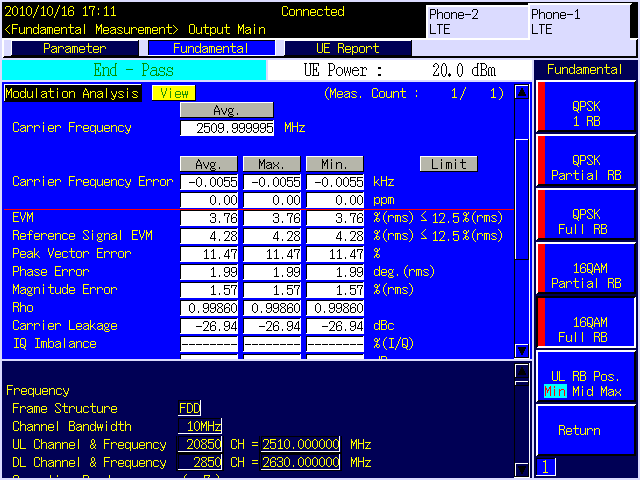 2010/10/16 17:11 Connected Phone-2 Phone-1
<Fundamental Measurement> Output Main LTE LTE
Parameter Fundamental UE Report
End - Pass UE Power : 20.0 dBm Fundamental
Modulation Analysis View (Meas. Count : 1/ 1)
Avg.
Carrier Frequency 2509.999995 MHz
Avg. Max. Min. Limit
Carrier Frequency Error -0.0055 -0.0055 -0.0055 kHz
0.00 0.00 0.00 ppm
EVM 3.76 3.76 3.76 %(rms) ≤ 12.5 %(rms)
Reference Signal EVM 4.28 4.28 4.28 %(rms) ≤ 12.5 %(rms)
Peak Vector Error 11.47 11.47 11.47 %
Phase Error 1.99 1.99 1.99 deg.(rms)
Magnitude Error 1.57 1.57 1.57 %(rms)
Rho 0.99860 0.99860 0.99860
Carrier Leakage -26.94 -26.94 -26.94 dBc
IQ Imbalance -------- -------- -------- %(I/Q)
Frequency
Frame Structure FDD
Channel Bandwidth 10MHz
UL Channel & Frequency 20850 CH = 2510.000000 MHz
DL Channel & Frequency 2850 CH = 2630.000000 MHz
QPSK
1 RB
QPSK
Partial RB
QPSK
Full RB
16QAM
Partial RB
16QAM
Full RB
UL RB Pos.
Min Mid Max
Return
1